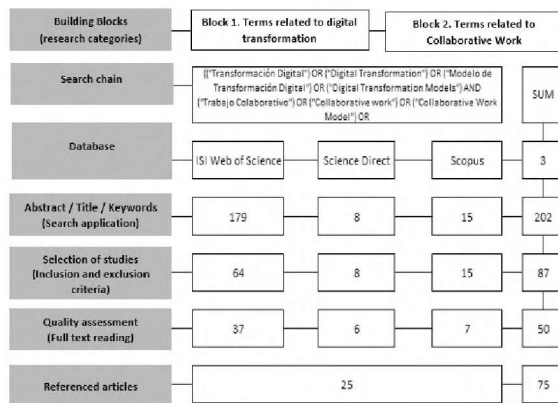 Building Blocks
(research categories)
Block 1. Terms related to digital
transformation
Block 2. Terms related to
Collaborative Work
Search chain
(("Transformación Digital") OR ("Digital Transformation") OR ("Modelo de
Transformación Digital") OR ("Digital Transformation Models") AND
("Trabajo Colaborativo") OR ("Collaborative work") OR ("Collaborative Work
Model") OR
SUM
Database
ISI Web of Science
Science Direct
Scopus
3
Abstract / Title / Keywords
(Search application)
179
8
15
202
Selection of studies
(Inclusion and exclusion
criteria)
64
8
15
87
Quality assessment
(Full text reading)
37
6
7
50
Referenced articles
25
75